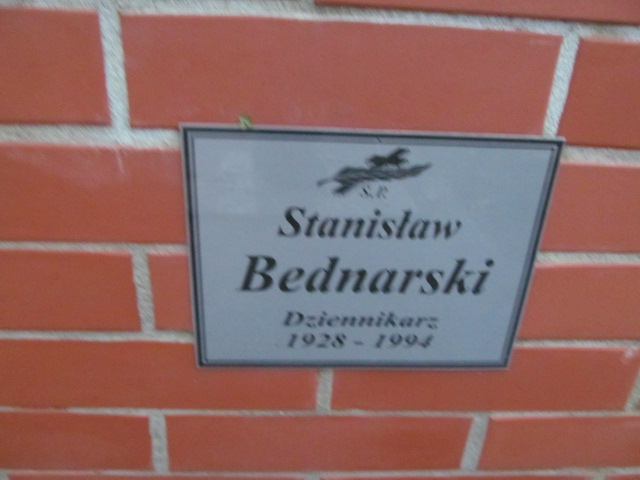 Ś.P.
Stanisław
Bednarski
Dziennikarz
1928 - 1994